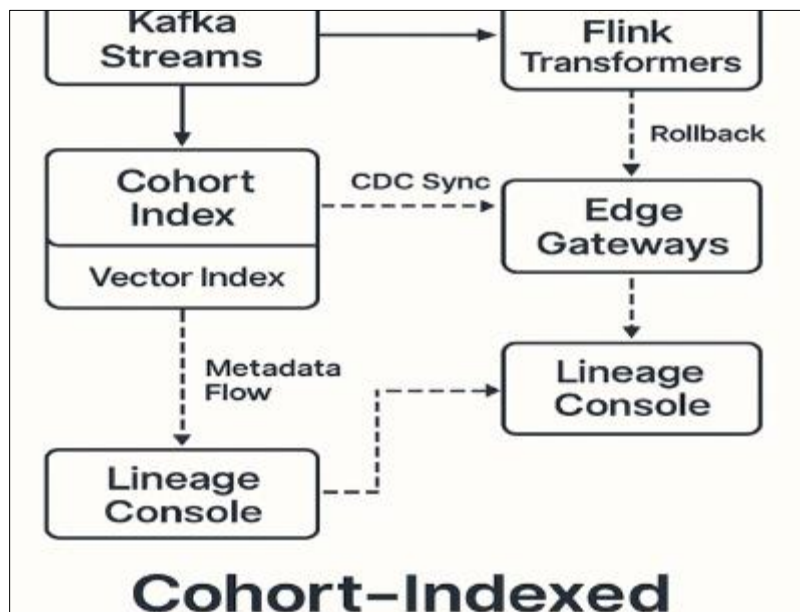 Kafka
Streams
Flink
Transformers
Rollback
Cohort
Index
CDC Sync
Edge
Gateways
Vector Index
Metadata
Flow
Lineage
Console
Lineage
Console
Cohort-Indexed